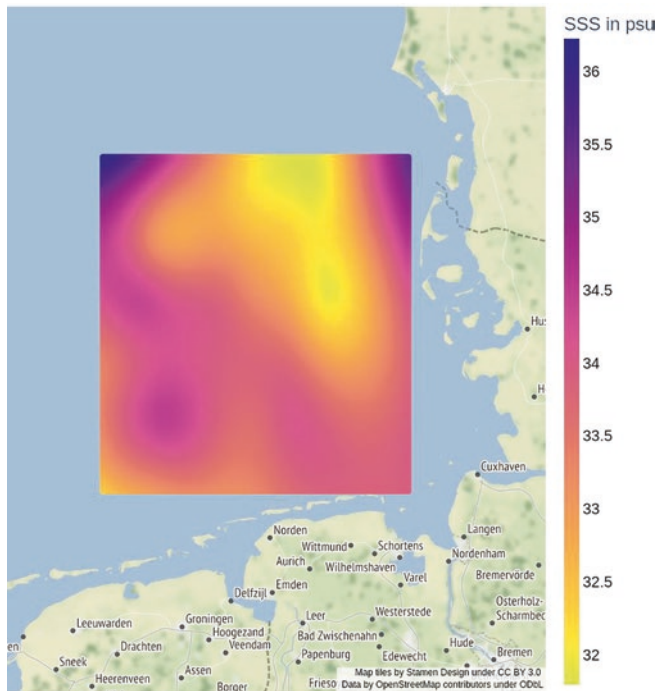 SSS in psu
36
35.5
35
34.5
34
33.5
33
32.5
32
Hus
H
Cuxhaven
Norden
Langen
Wittmund
Schortens
Nordenham
Aurich
Wilhelmshaven
Bremervörde
Emden
Varel
Delfzijl
Osterholz-
Scharmbec
Leer
Westerstede
Groningen
Leeuwarden
Hoogezand
Bad Zwischenahn
Drachten
Veendam
Hude
en
Papenburg
Edewecht
Bremen
Sneek
Assen
Heerenveen
Borger
Frieso
Map tiles by Stamen Design under CC BY 3.0
Data by OpenStreetMap contributors under ODbL